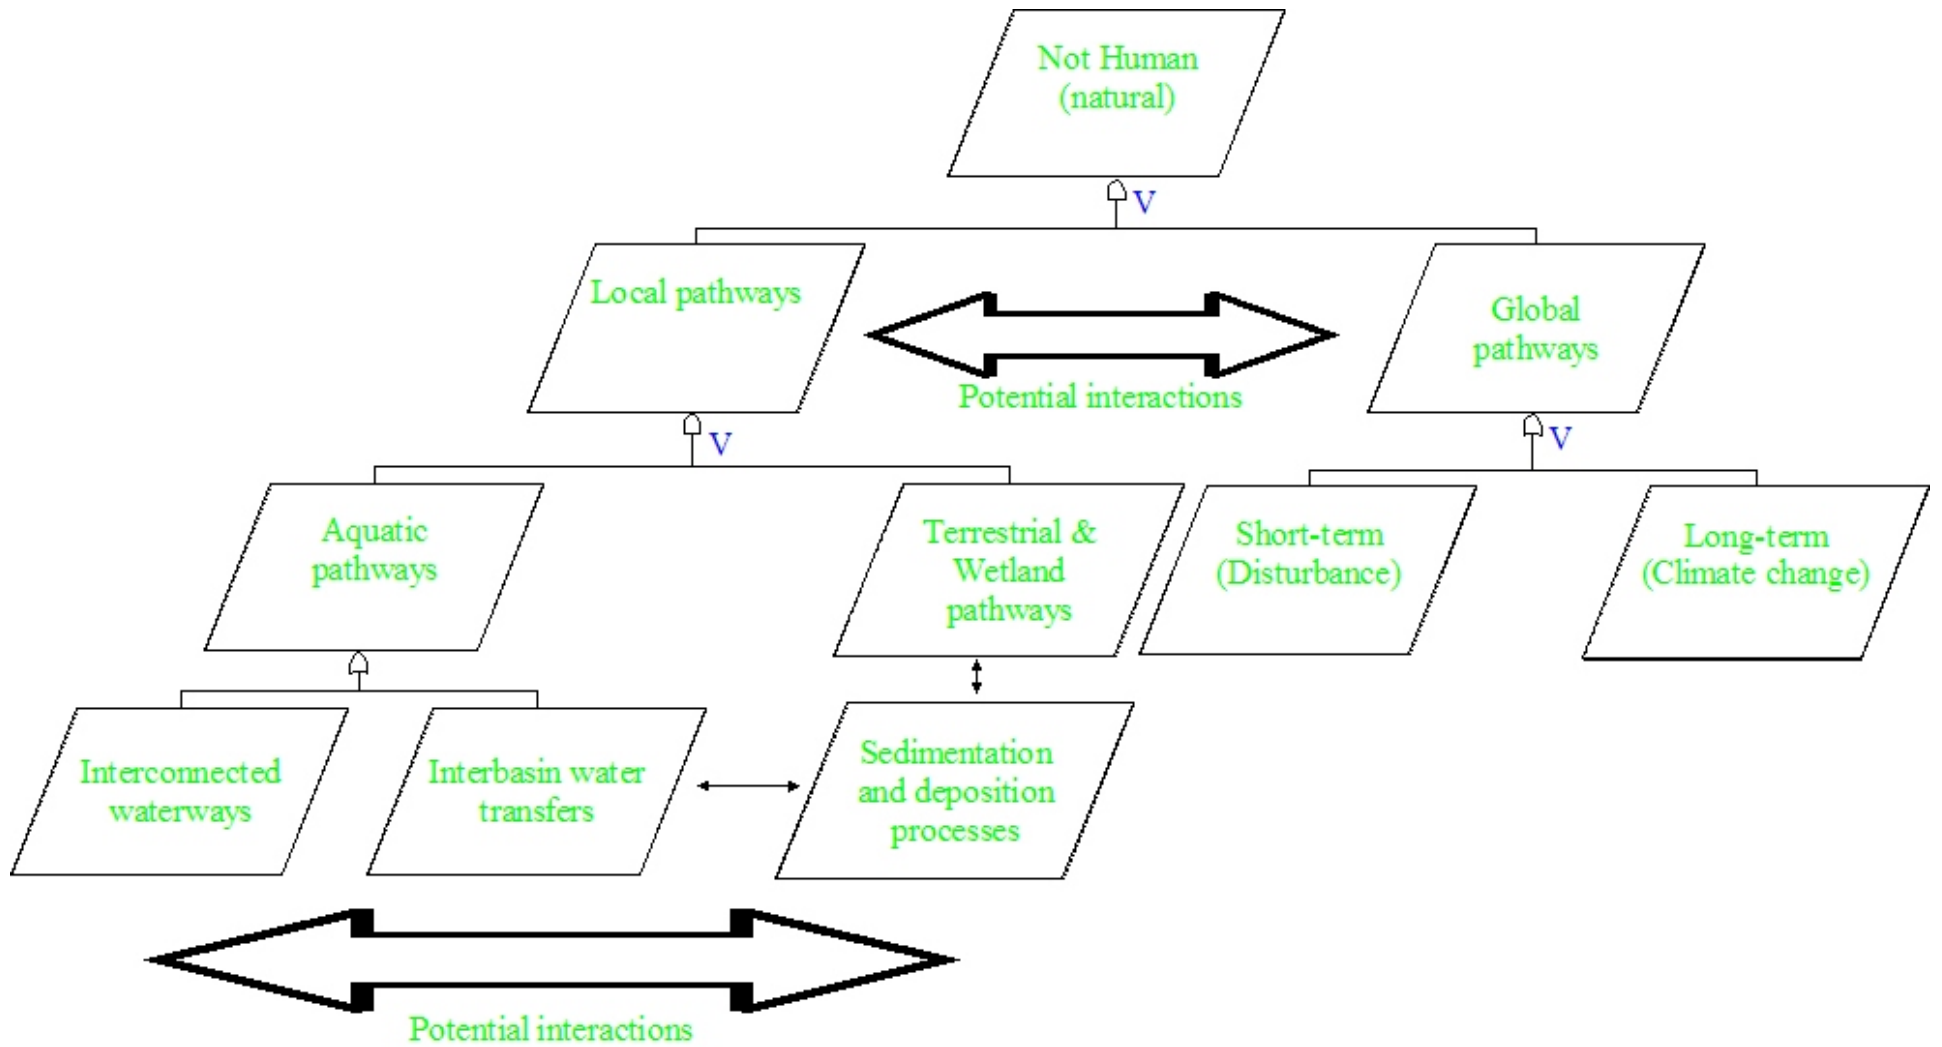 Not Human
(natural)
V
Local pathways
Global
pathways
Potential interactions
V
V
Aquatic
pathways
Terrestrial &
Wetland
pathways
Short-term
(Disturbance)
Long-term
(Climate change)
Interconnected
waterways
Interbasin water
transfers
Sedimentation
and deposition
processes
Potential interactions